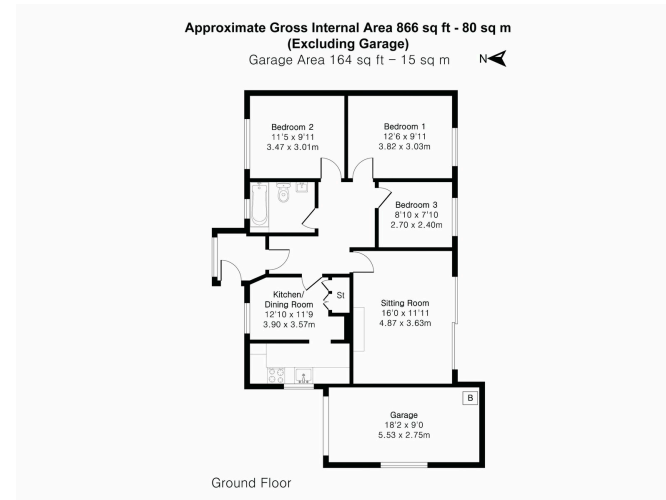 Approximate Gross Internal Area 866 sq ft - 80 sq m
(Excluding Garage)
Garage Area 164 sq ft – 15 sq m
N
Bedroom 2
11'5 x 9'11
3.47 x 3.01m
Bedroom 1
12'6 x 9'11
3.82 x 3.03m
Bedroom 3
8'10 x 7'10
2.70 x 2.40m
Kitchen/
Dining Room
12'10 x 11'9
3.90 x 3.57m
St
Sitting Room
16'0 x 11'11
4.87 x 3.63m
B
Garage
18'2 x 9'0
5.53 x 2.75m
Ground Floor